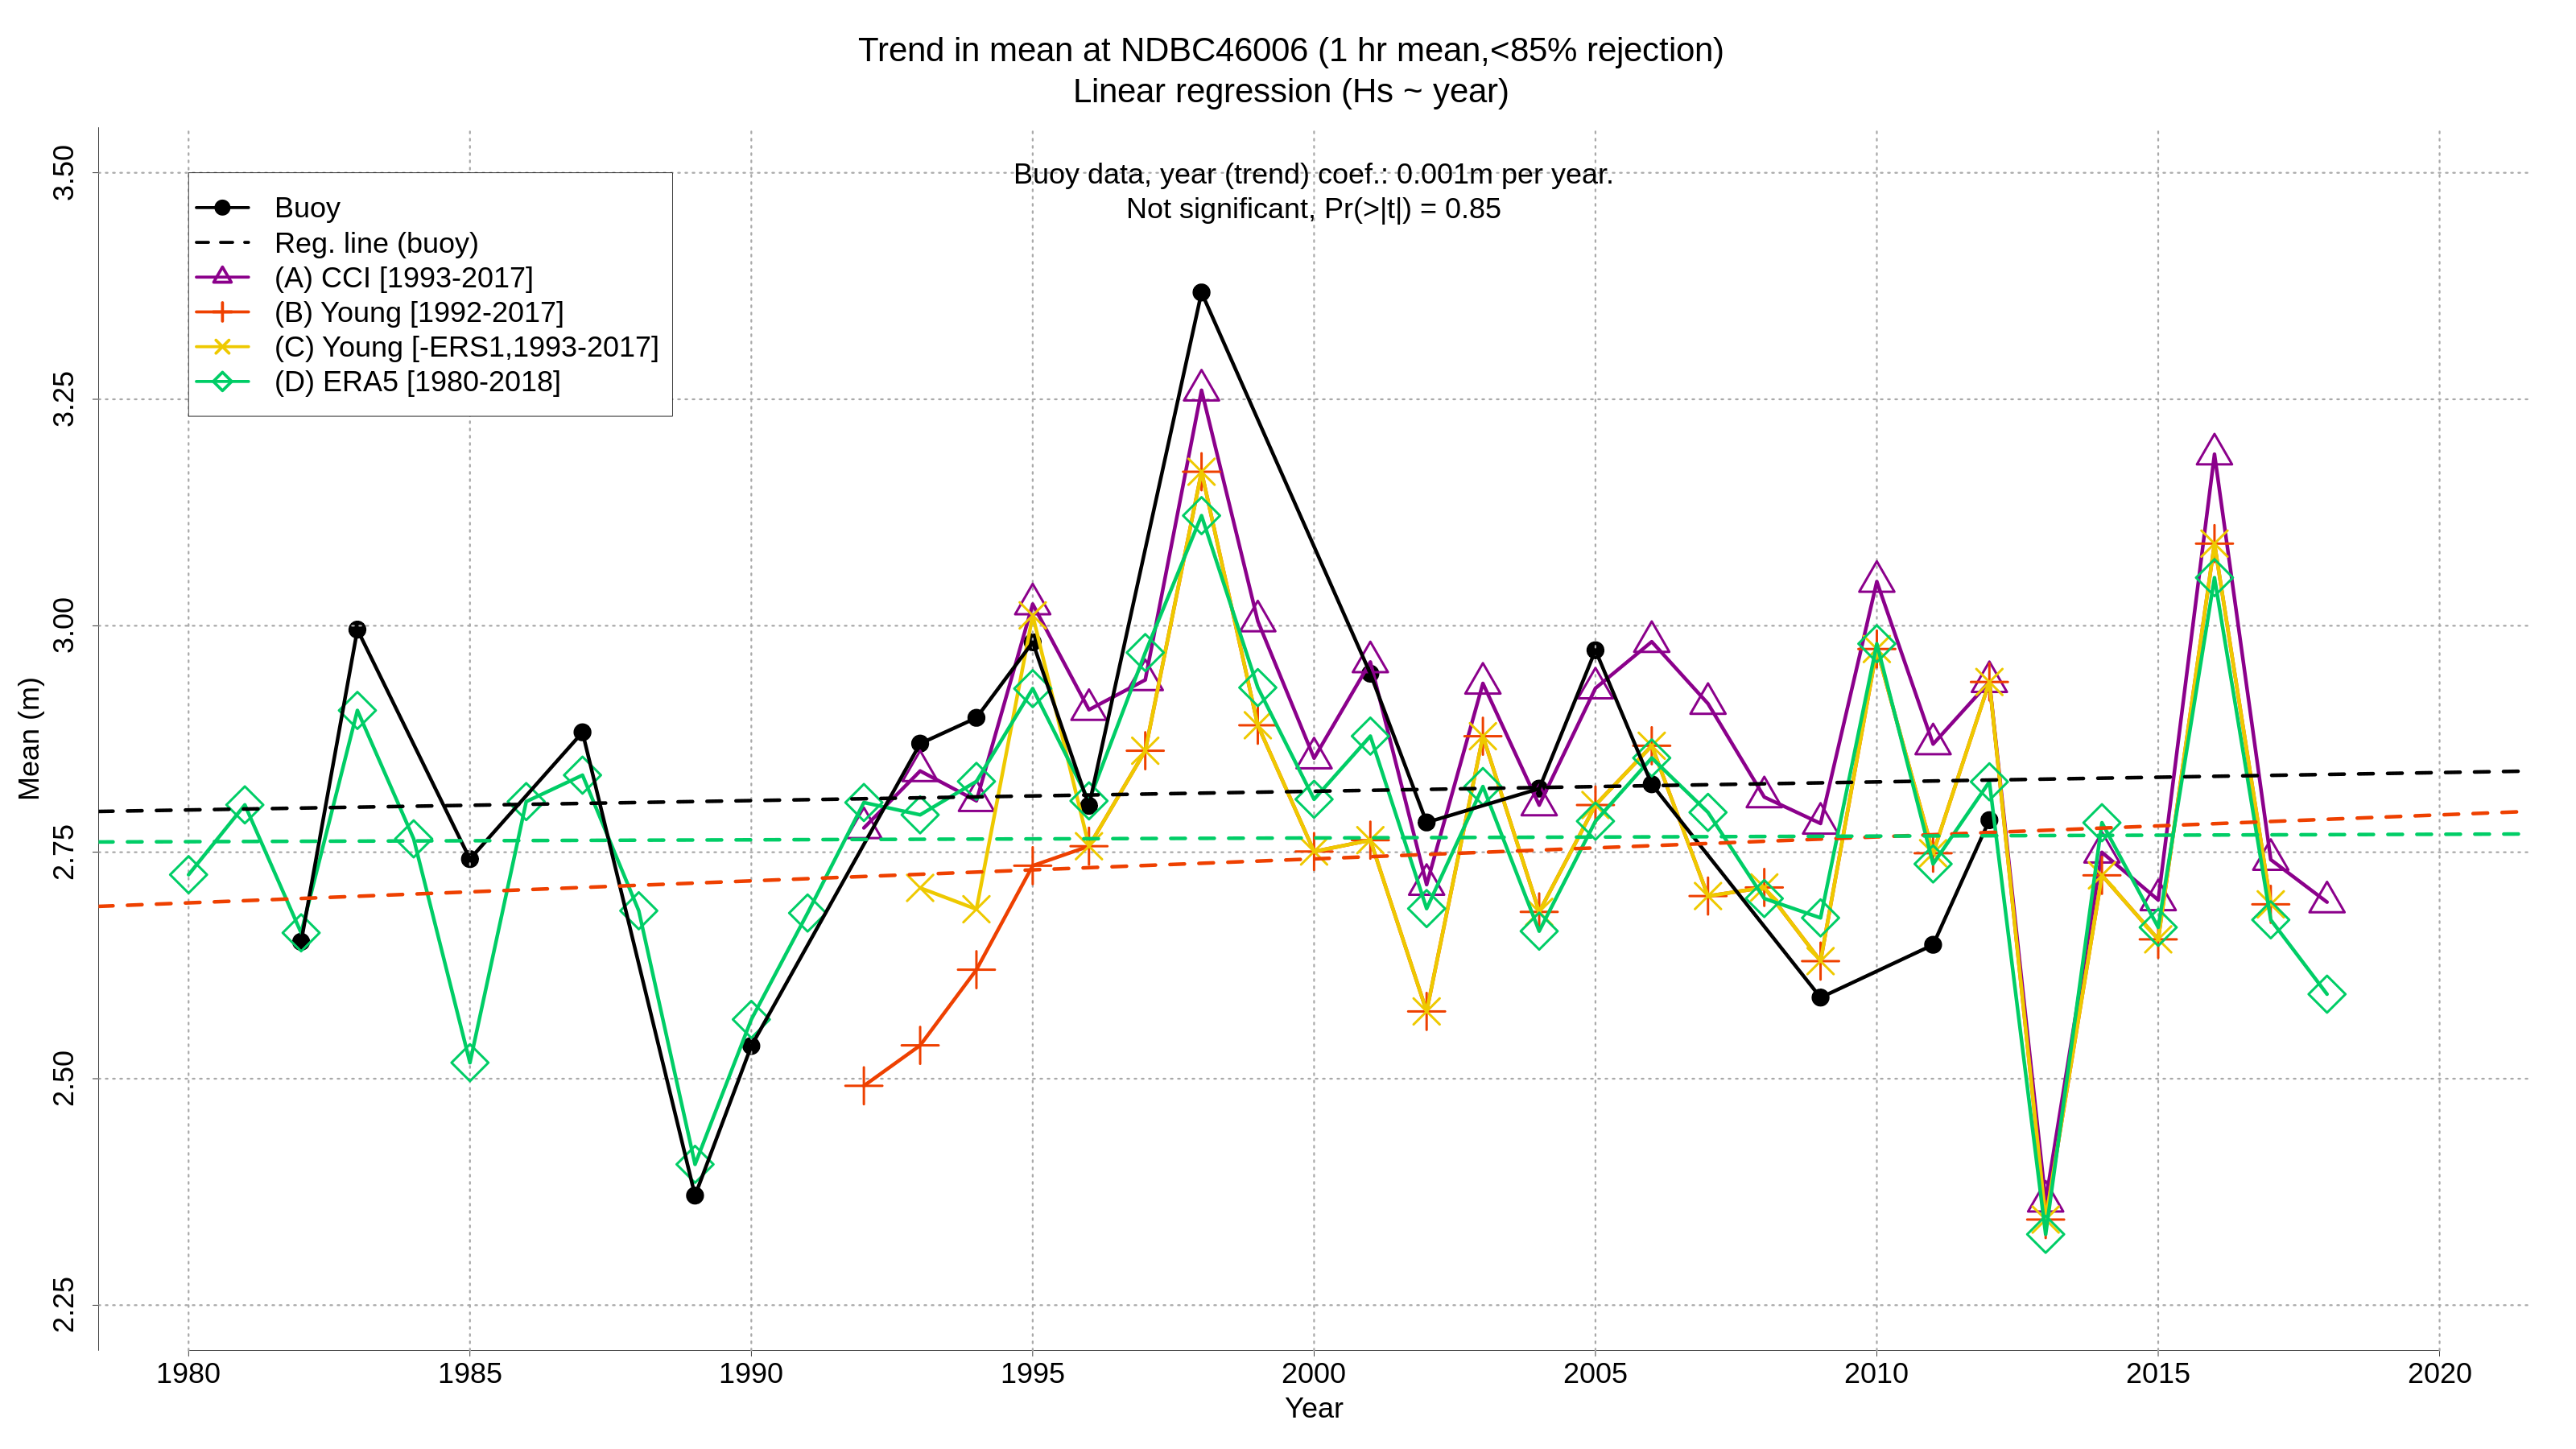 Trend in mean at NDBC46006 (1 hr mean,<85% rejection)
Linear regression (Hs ~ year)
Buoy data, year (trend) coef.: 0.001m per year.
Not significant, Pr(>|t|) = 0.85
Buoy
Reg. line (buoy)
(A) CCI [1993-2017]
(B) Young [1992-2017]
(C) Young [-ERS1,1993-2017]
(D) ERA5 [1980-2018]
Mean (m)
3.50
3.25
3.00
2.75
2.50
2.25
1980 1985 1990 1995 2000 2005 2010 2015 2020
Year